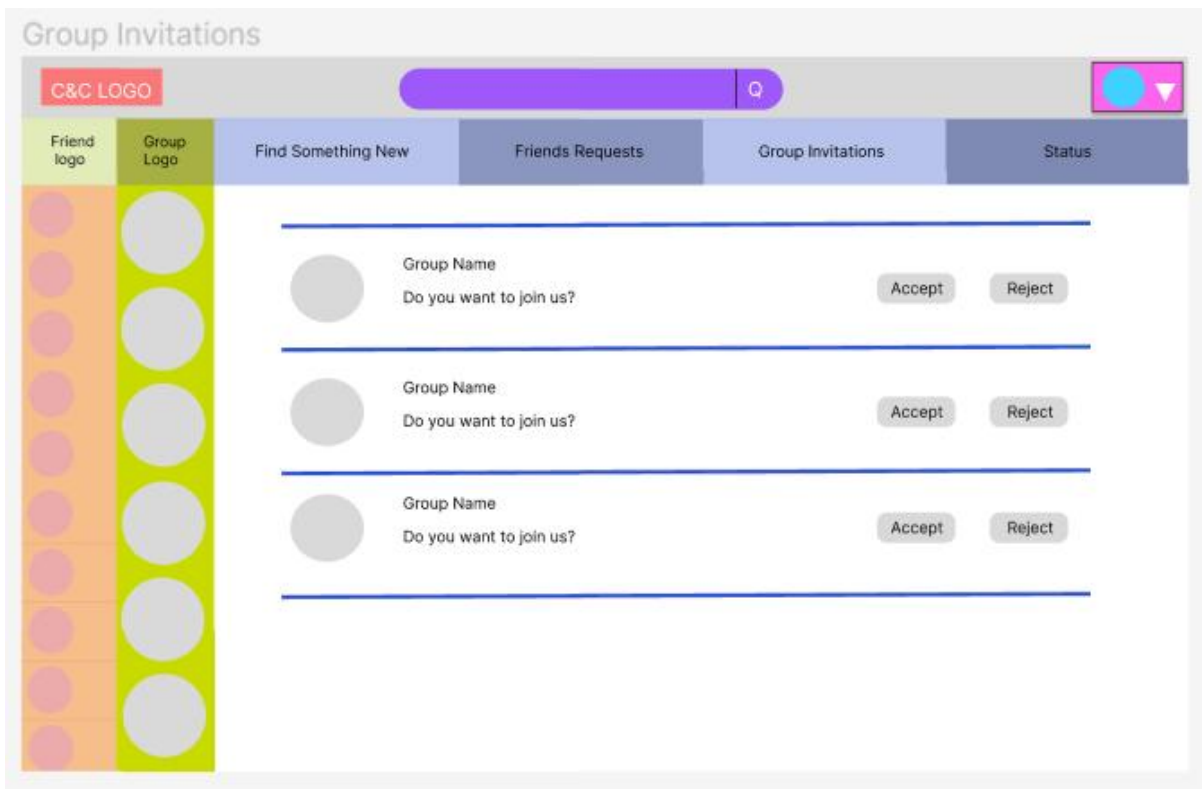 Group Invitations
C&C LOGO
Q
Friend
logo
Group
Logo
Find Something New
Friends Requests
Group Invitations
Status
Group Name
Do you want to join us?
Accept
Reject
Group Name
Do you want to join us?
Accept
Reject
Group Name
Do you want to join us?
Accept
Reject